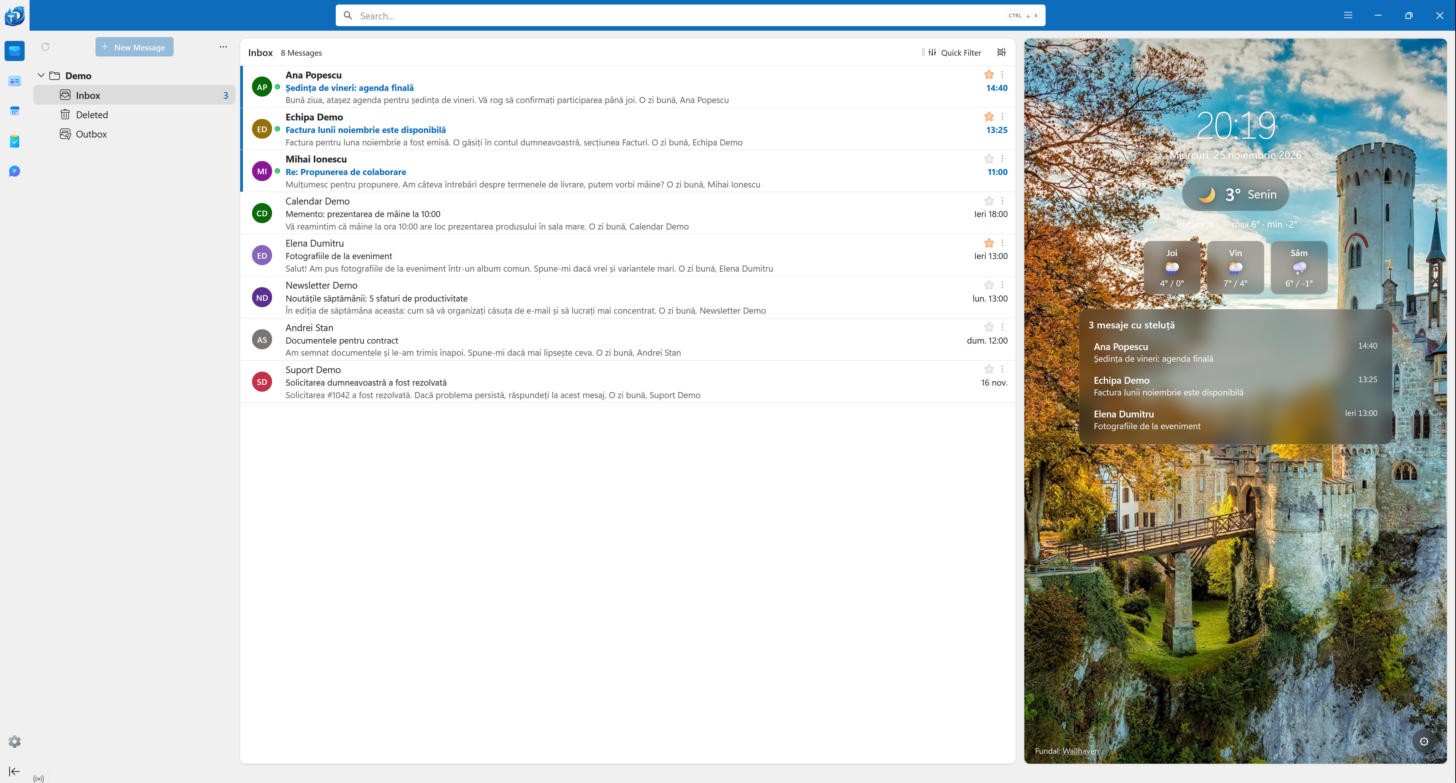 Search...
CTRL + K
New Message
Demo
Inbox 3
Deleted
Outbox
Inbox 8 Messages
Quick Filter
AP
Ana Popescu
Ședința de vineri: agenda finală 14:40
Bună ziua, atașez agenda pentru ședința de vineri. Vă rog să confirmați participarea până joi. O zi bună, Ana Popescu
ED
Echipa Demo
Factura lunii noiembrie este disponibilă 13:25
Factura pentru luna noiembrie a fost emisă. O găsiți în contul dumneavoastră, secțiunea Facturi. O zi bună, Echipa Demo
MI
Mihai Ionescu
Re: Propunerea de colaborare 11:00
Mulțumesc pentru propunere. Am câteva întrebări despre termenele de livrare, putem vorbi mâine? O zi bună, Mihai Ionescu
CD
Calendar Demo
Memento: prezentarea de mâine la 10:00 Ieri 18:00
Vă reamintim că mâine la ora 10:00 are loc prezentarea produsului în sala mare. O zi bună, Calendar Demo
ED
Elena Dumitru
Fotografiile de la eveniment Ieri 13:00
Salut! Am pus fotografiile de la eveniment într-un album comun. Spune-mi dacă vrei și variantele mari. O zi bună, Elena Dumitru
ND
Newsletter Demo
Noutățile săptămânii: 5 sfaturi de productivitate lun. 13:00
În ediția de săptămâna aceasta: cum să vă organizați căsuța de e-mail și să lucrați mai concentrat. O zi bună, Newsletter Demo
AS
Andrei Stan
Documentele pentru contract dum. 12:00
Am semnat documentele și le-am trimis înapoi. Spune-mi dacă mai lipsește ceva. O zi bună, Andrei Stan
SD
Suport Demo
Solicitarea dumneavoastră a fost rezolvată 16 nov.
Solicitarea #1042 a fost rezolvată. Dacă problema persistă, răspundeți la acest mesaj. O zi bună, Suport Demo
20:19
Miercuri, 25 noiembrie 2026
3° Senin
max 6° · min -2°
Joi Vin Sâm
4° / 0° 7° / 4° 6° / -1°
3 mesaje cu steluță
Ana Popescu 14:40
Ședința de vineri: agenda finală
Echipa Demo 13:25
Factura lunii noiembrie este disponibilă
Elena Dumitru Ieri 13:00
Fotografiile de la eveniment
Fundal: Wallhaven